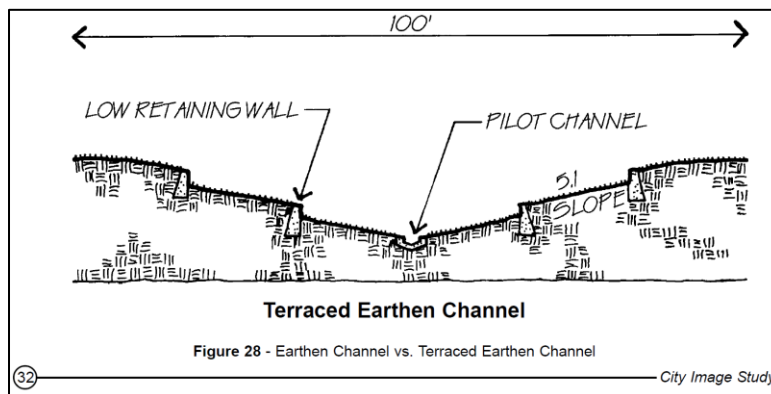 100'
LOW RETAINING WALL
PILOT CHANNEL
5:1
SLOPE
Terraced Earthen Channel
Figure 28 - Earthen Channel vs. Terraced Earthen Channel
32
City Image Study